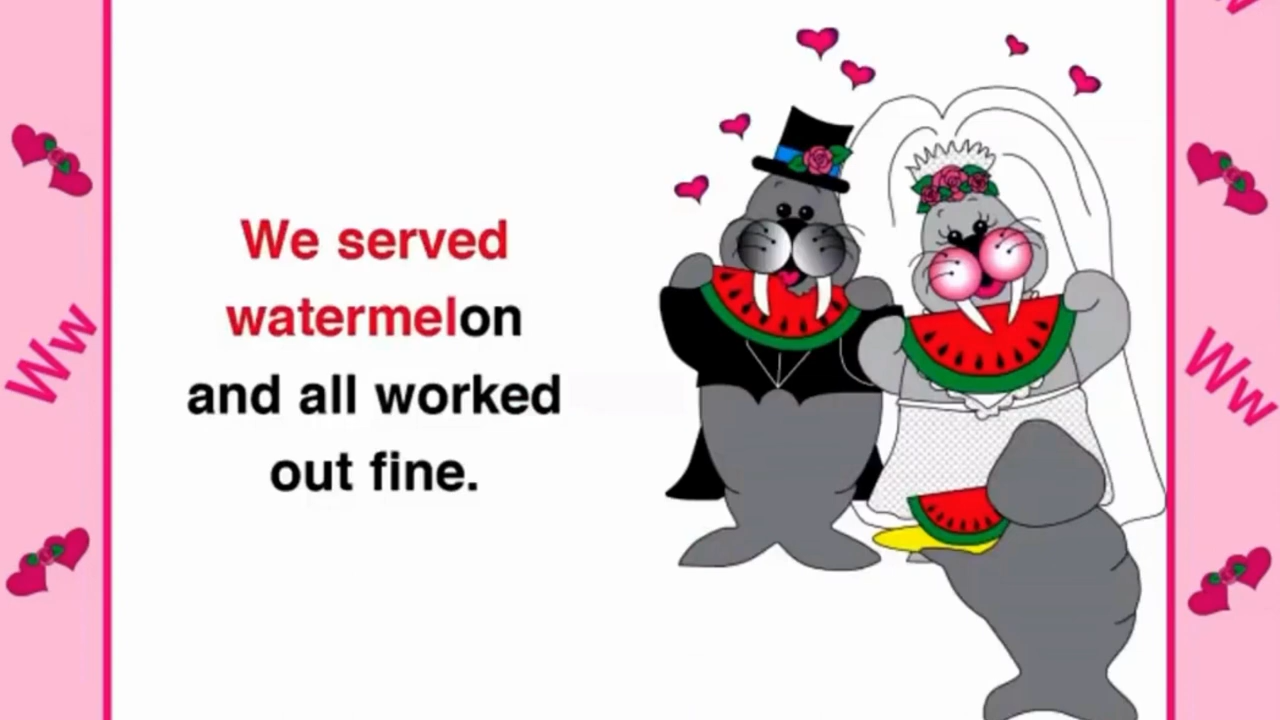 We served
watermelon
and all worked
out fine.
Ww
Ww